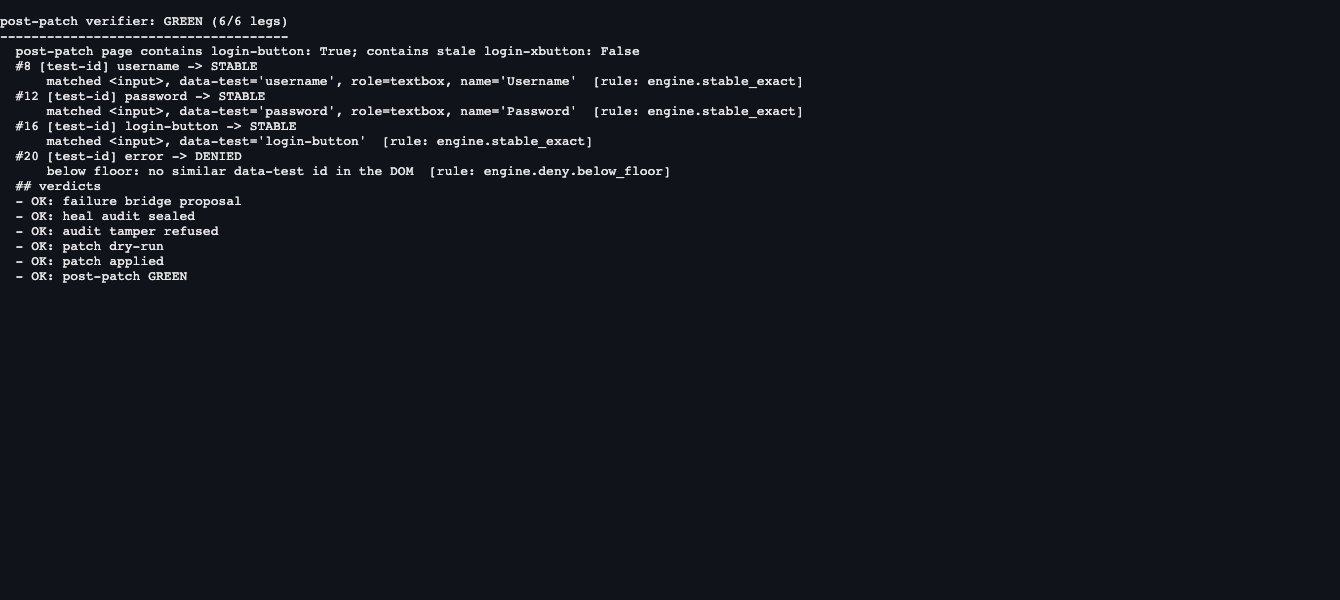 post-patch verifier: GREEN (6/6 legs)
-------------------------------------
post-patch page contains login-button: True; contains stale login-xbutton: False
#8 [test-id] username -> STABLE
matched <input>, data-test='username', role=textbox, name='Username'  [rule: engine.stable_exact]
#12 [test-id] password -> STABLE
matched <input>, data-test='password', role=textbox, name='Password'  [rule: engine.stable_exact]
#16 [test-id] login-button -> STABLE
matched <input>, data-test='login-button'  [rule: engine.stable_exact]
#20 [test-id] error -> DENIED
below floor: no similar data-test id in the DOM  [rule: engine.deny.below_floor]
## verdicts
- OK: failure bridge proposal
- OK: heal audit sealed
- OK: audit tamper refused
- OK: patch dry-run
- OK: patch applied
- OK: post-patch GREEN